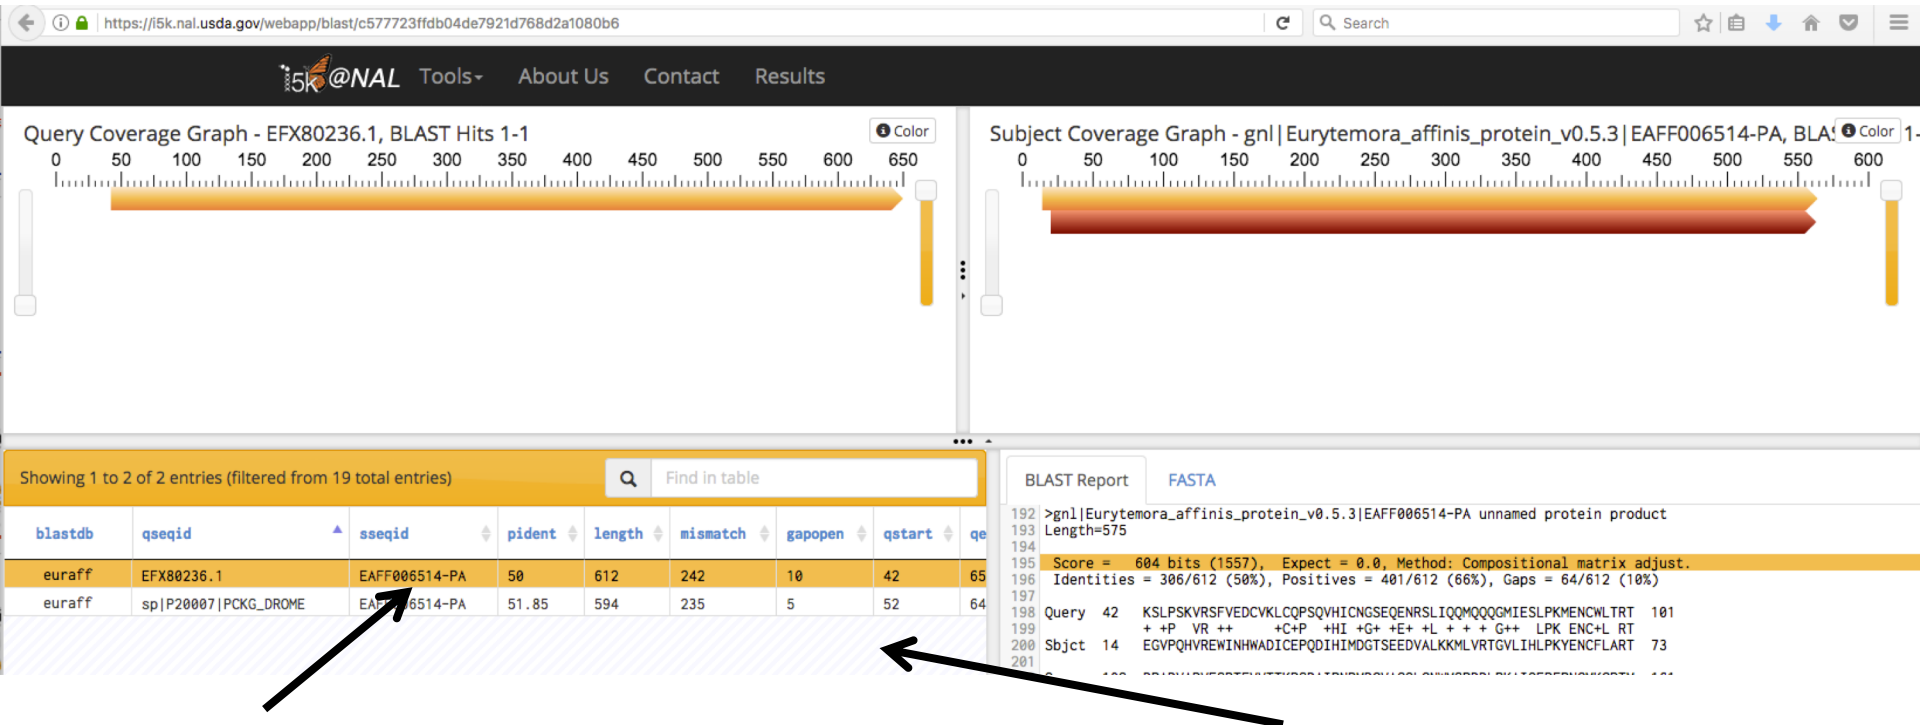 https://i5k.nal.usda.gov/webapp/blast/c577723ffdb04de7921d768d2a1080b6
Search
i5k@NAL Tools About Us Contact Results
Query Coverage Graph - EFX80236.1, BLAST Hits 1-1
Color
0 50 100 150 200 250 300 350 400 450 500 550 600 650
Subject Coverage Graph - gnl|Eurytemora_affinis_protein_v0.5.3|EAFF006514-PA, BLAS
Color
1-
0 50 100 150 200 250 300 350 400 450 500 550 600
Showing 1 to 2 of 2 entries (filtered from 19 total entries)
Find in table
blastdb qseqid sseqid pident length mismatch gapopen qstart qe
euraff EFX80236.1 EAFF006514-PA 50 612 242 10 42 65
euraff sp|P20007|PCKG_DROME EAFF006514-PA 51.85 594 235 5 52 64
BLAST Report FASTA
192 >gnl|Eurytemora_affinis_protein_v0.5.3|EAFF006514-PA unnamed protein product
193 Length=575
194
195 Score = 604 bits (1557), Expect = 0.0, Method: Compositional matrix adjust.
196 Identities = 306/612 (50%), Positives = 401/612 (66%), Gaps = 64/612 (10%)
197
198 Query 42 KSLPSKVRSFVEDCVKLCQPSQVHICNGSEQENRSLIQQMQQQGMIESLPKMENCWLTRT 101
199 + +P VR ++ +C+P +HI +G+ +E+ +L + + + G++ LPK ENC+L RT
200 Sbjct 14 EGVPQHVREWINHWADICEPQDIHIMDGTSEEDVALKKMLVRTGVLIHLPKYENCFLART 73
201